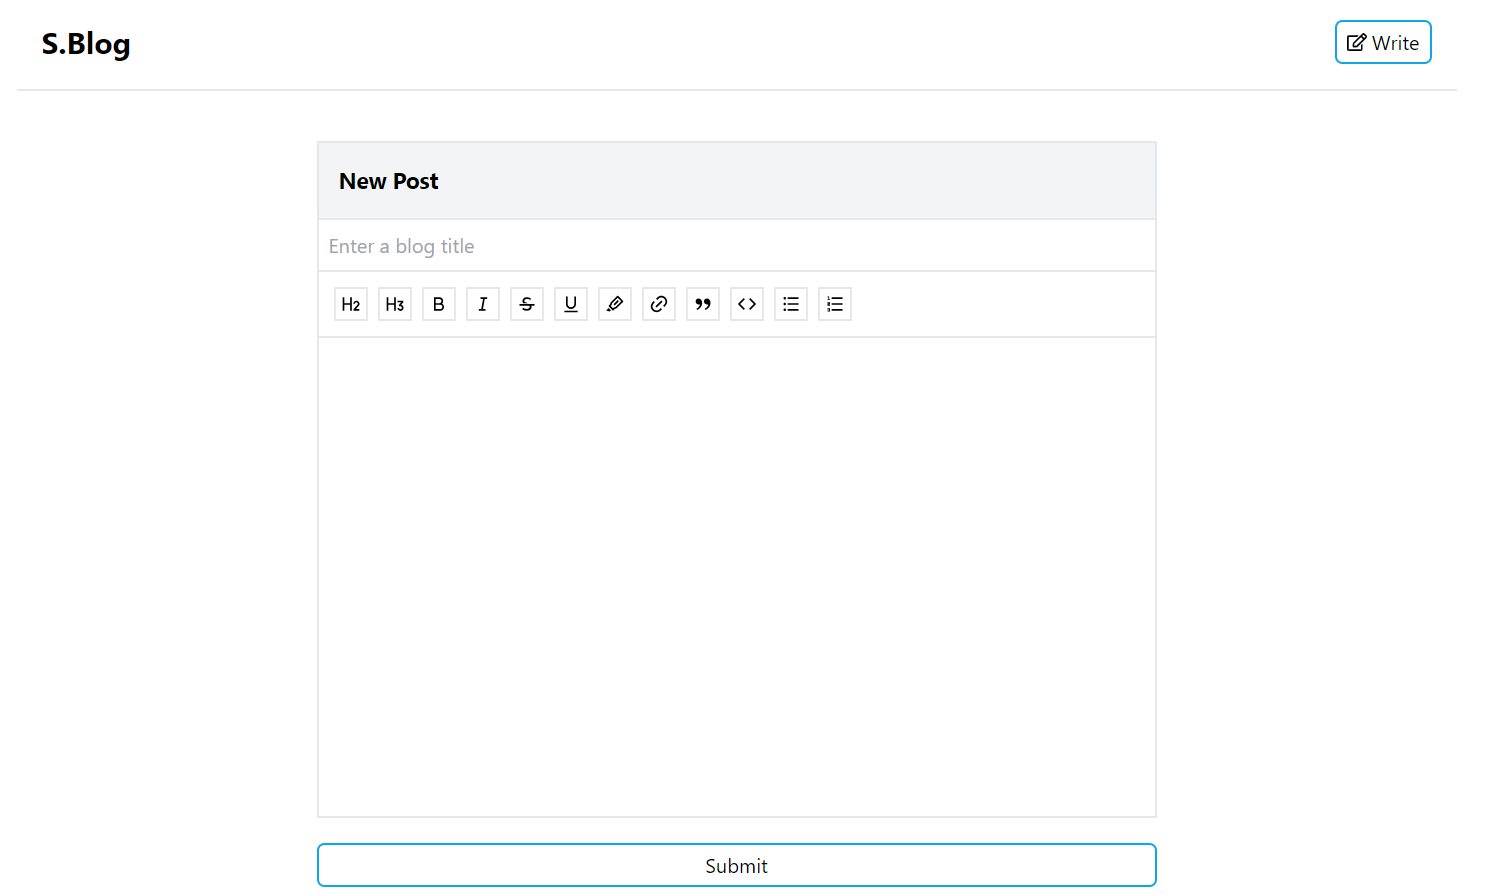 S.Blog
Write
New Post
Enter a blog title
H2 H3 B I S U
Submit